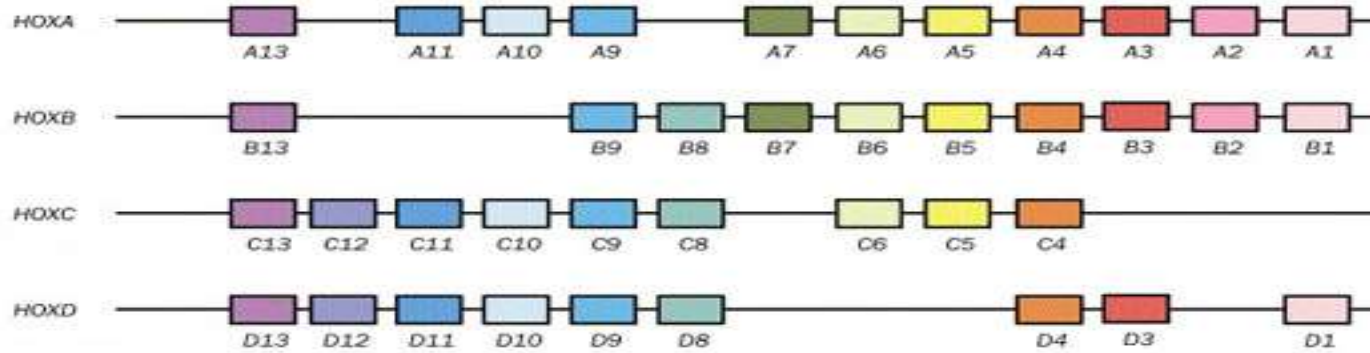 HOXA
A13 A11 A10 A9 A7 A6 A5 A4 A3 A2 A1
HOXB
B13 B9 B8 B7 B6 B5 B4 B3 B2 B1
HOXC
C13 C12 C11 C10 C9 C8 C6 C5 C4
HOXD
D13 D12 D11 D10 D9 D8 D4 D3 D1